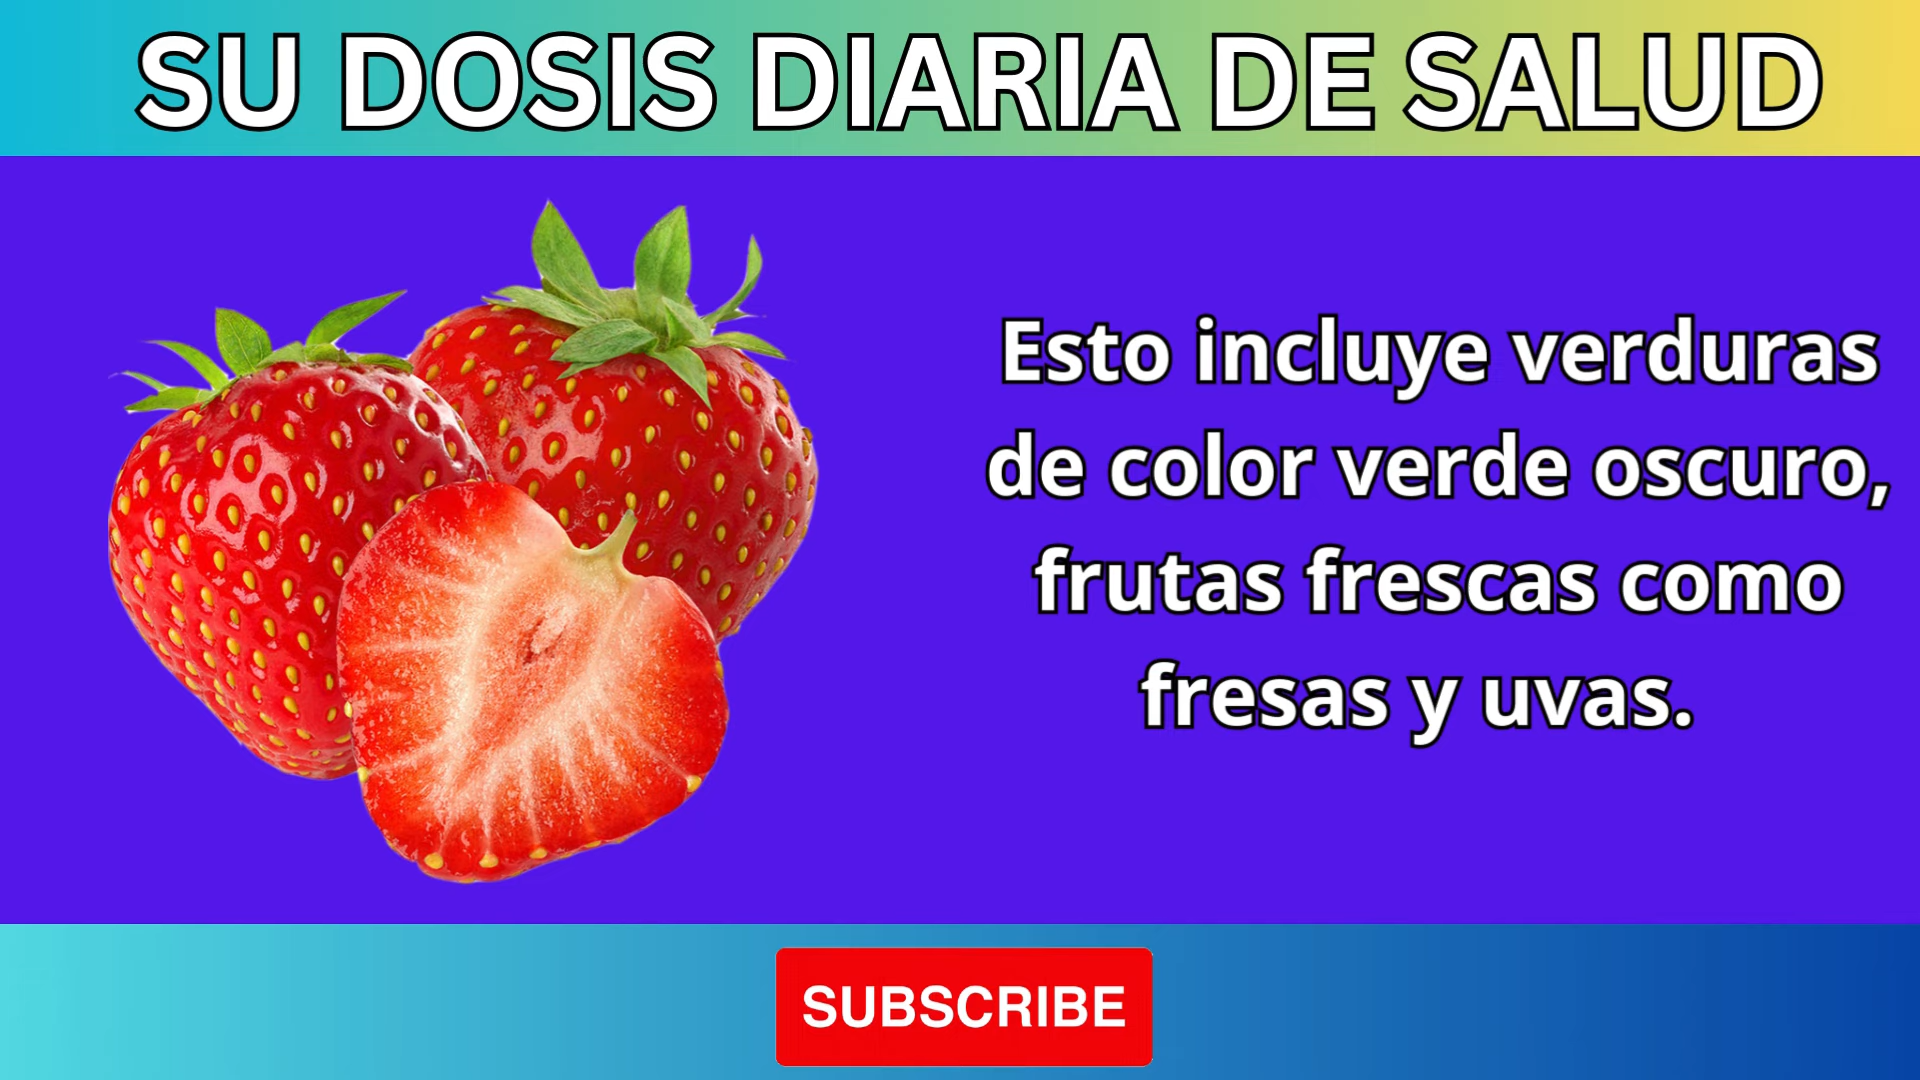 SU DOSIS DIARIA DE SALUD
Esto incluye verduras
de color verde oscuro,
frutas frescas como
fresas y uvas.
SUBSCRIBE